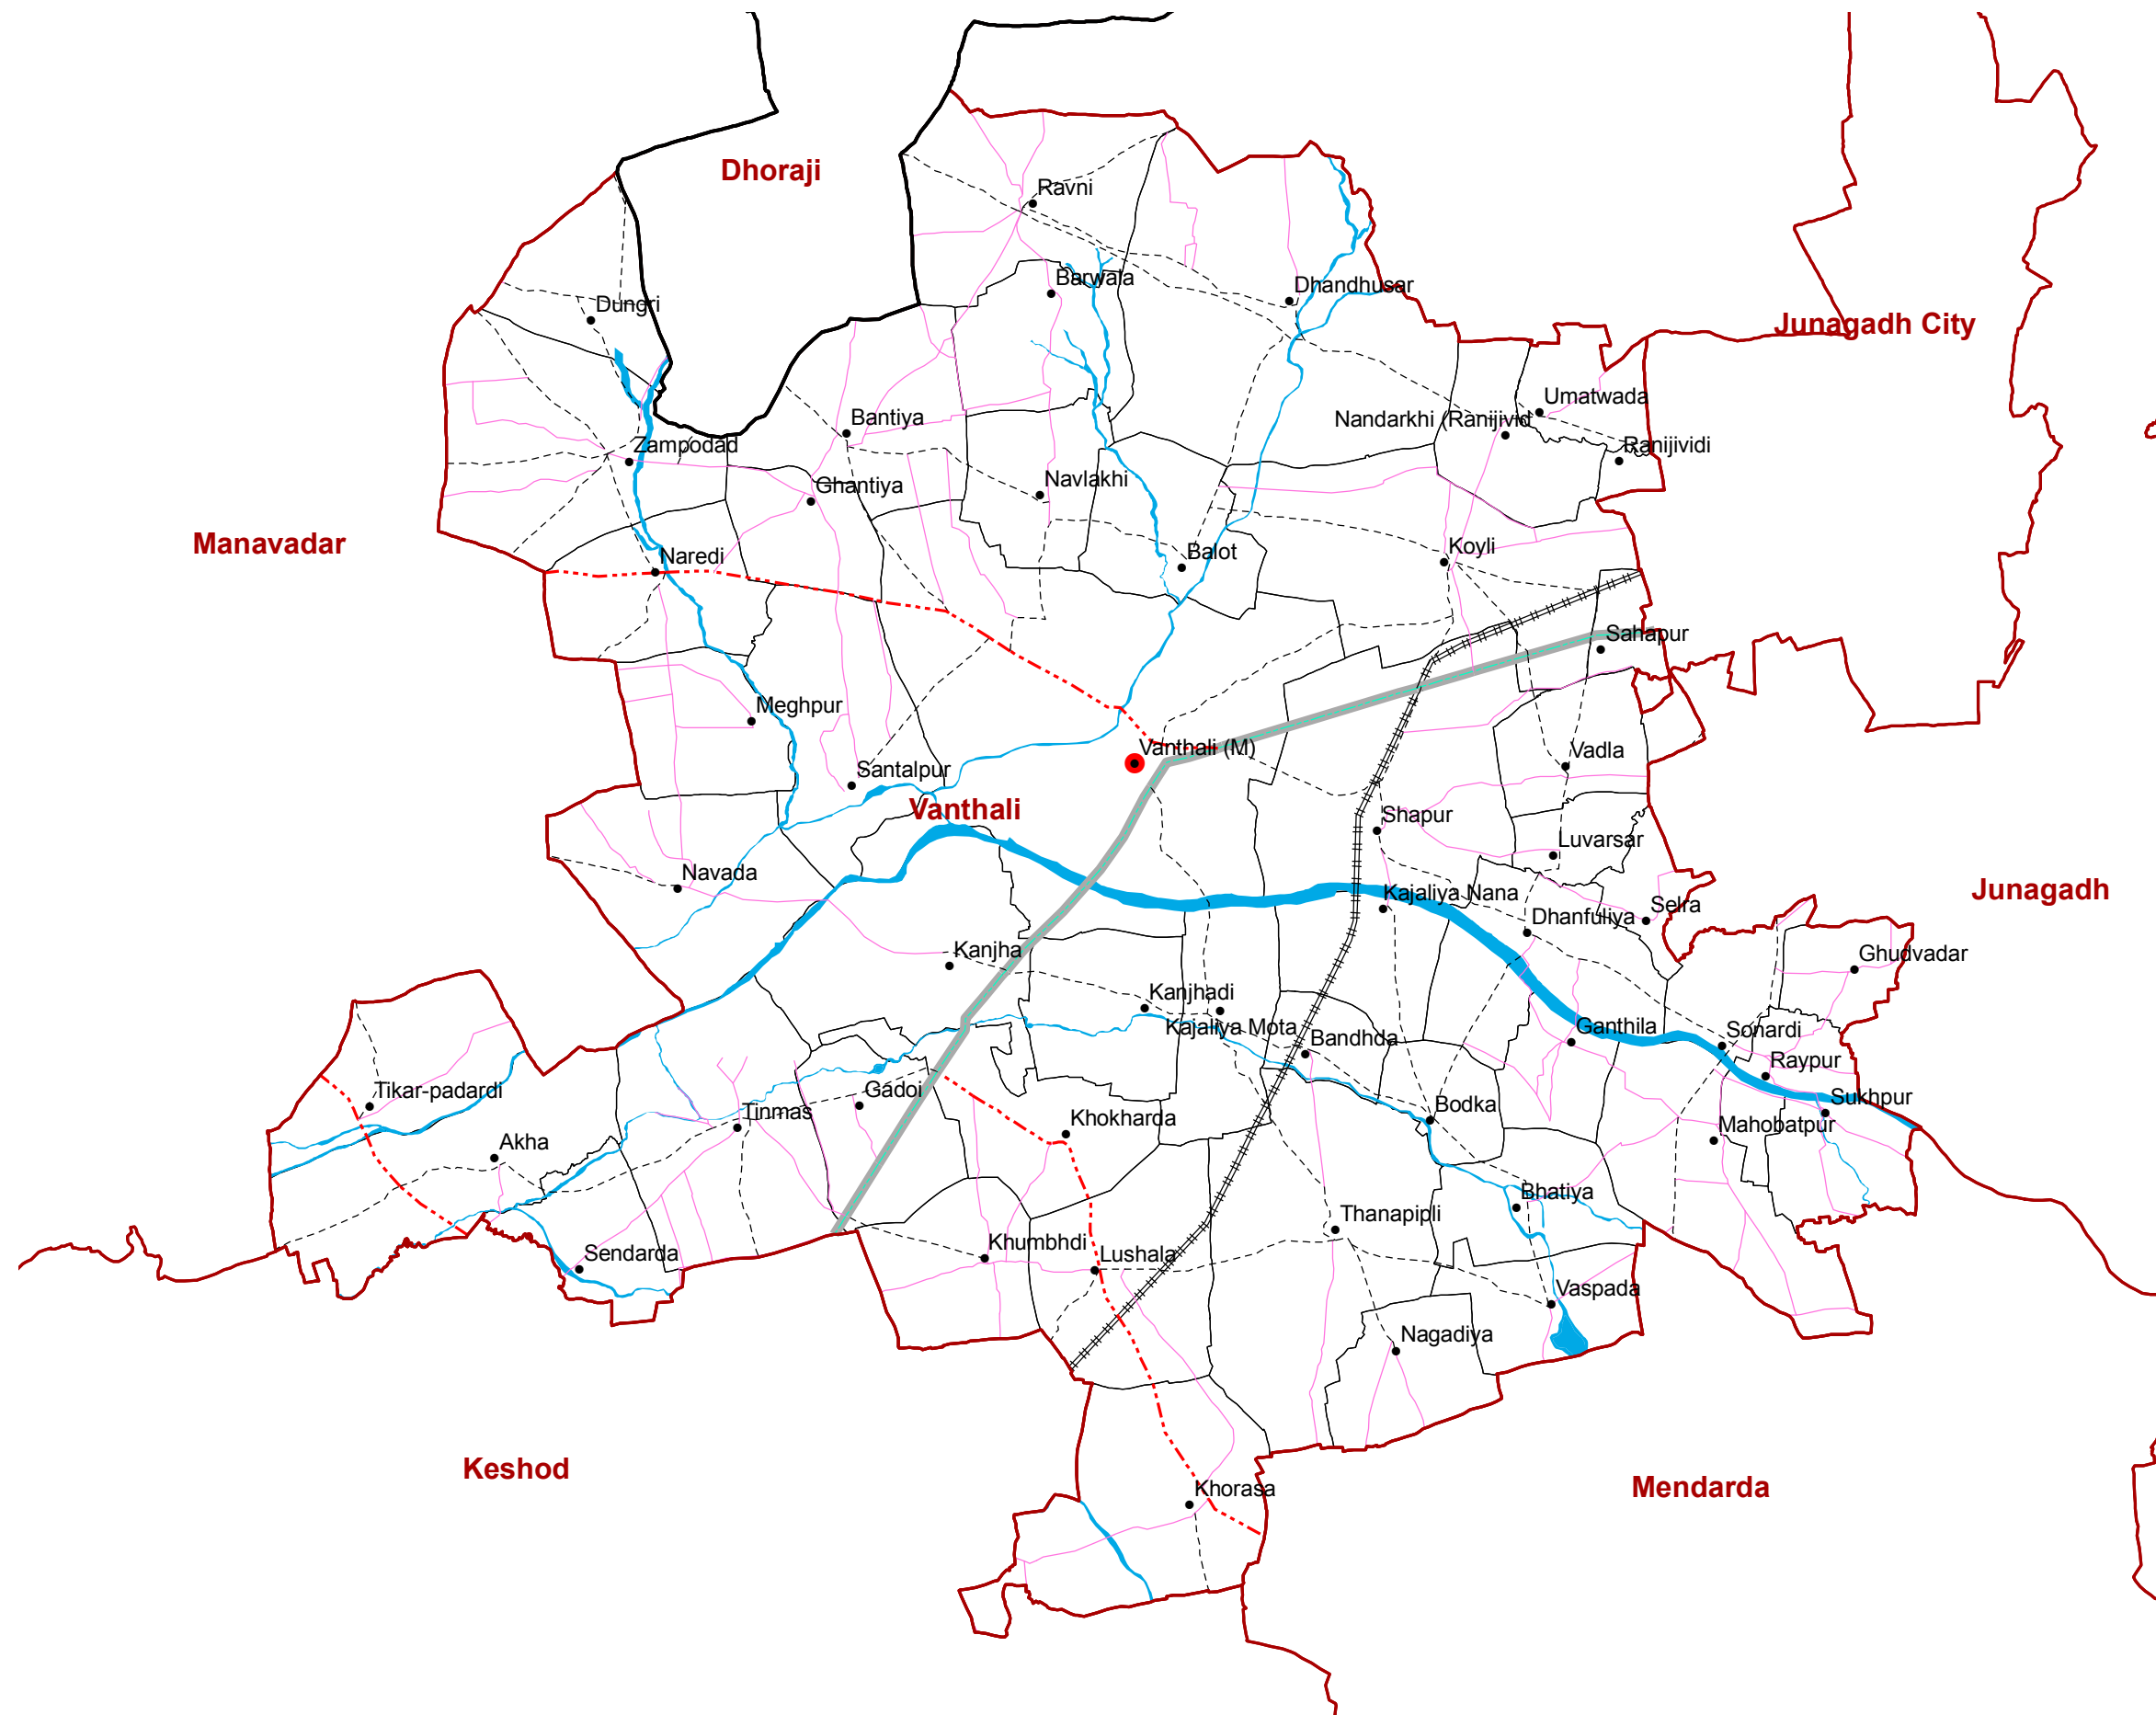 Dhoraji
Ravni
Barwala
Dhandhusar
Dungri
Junagadh City
Umatwada
Bantiya
Nandarkhi (Ranijivid
Zampodad
Ranijividi
Navlakhi
Ghantiya
Manavadar
Koyli
Balot
Naredi
Sahapur
Meghpur
Vanthali (M)
Vadla
Santalpur
Vanthali
Shapur
Luvarsar
Navada
Kajaliya Nana
Junagadh
Selra
Dhanfuliya
Kanjha
Ghudvadar
Kanjhadi
Kajaliya Mota
Ganthila
Sonardi
Bandhda
Raypur
Tikar-padardi
Gadoi
Sukhpur
Bodka
Tinmas
Khokharda
Mahobatpur
Akha
Bhatiya
Thanapipli
Khumbhdi
Sendarda
Lushala
Vaspada
Nagadiya
Keshod
Mendarda
Khorasa